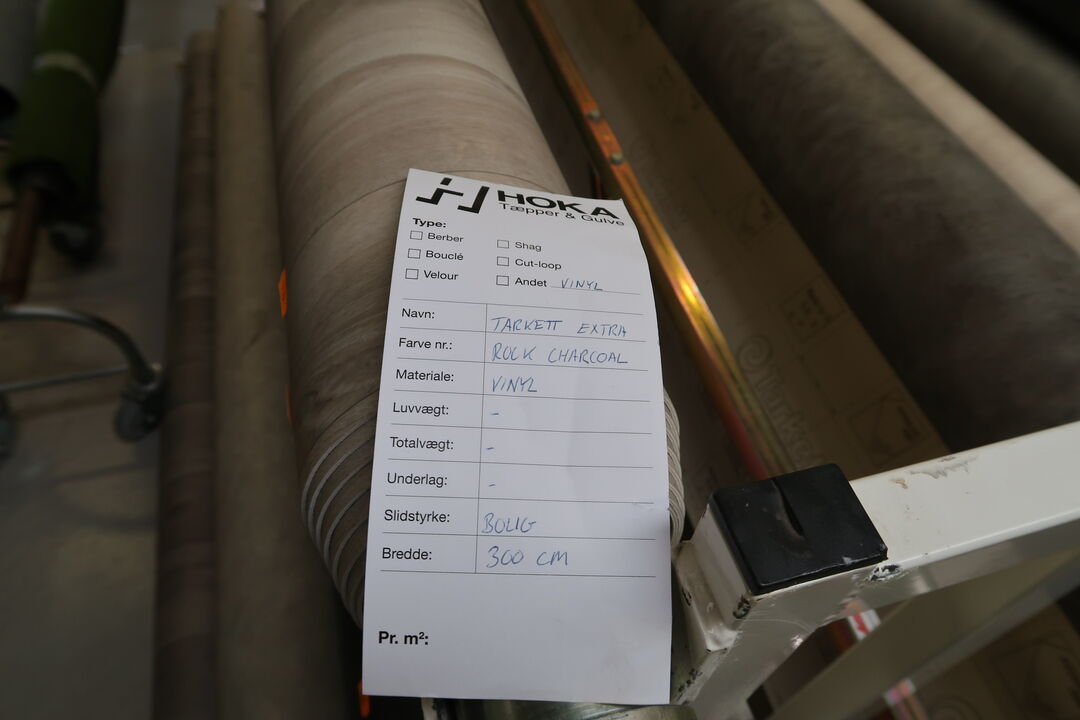 HOKA
Tæpper & Gulve
Type:
Berber
Shag
Bouclé
Cut-loop
Velour
Andet VINYL
Navn: TARKETT EXTRA
Farve nr.: ROCK CHARCOAL
Materiale: VINYL
Luvvægt: -
Totalvægt: -
Underlag: -
Slidstyrke: BOLIG
Bredde: 300 CM
Pr. m²: